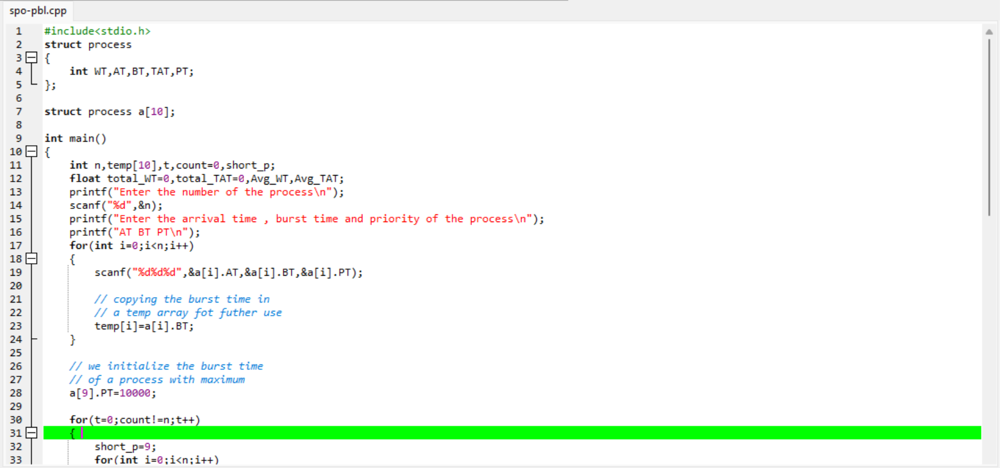 spo-pbl.cpp
1 #include<stdio.h>
2 struct process
3 {
4 int WT,AT,BT,TAT,PT;
5 };
6
7 struct process a[10];
8
9 int main()
10 {
11 int n,temp[10],t,count=0,short_p;
12 float total_WT=0,total_TAT=0,Avg_WT,Avg_TAT;
13 printf("Enter the number of the process\n");
14 scanf("%d",&n);
15 printf("Enter the arrival time , burst time and priority of the process\n");
16 printf("AT BT PT\n");
17 for(int i=0;i<n;i++)
18 {
19 scanf("%d%d%d",&a[i].AT,&a[i].BT,&a[i].PT);
20
21 // copying the burst time in
22 // a temp array fot futher use
23 temp[i]=a[i].BT;
24 }
25
26 // we initialize the burst time
27 // of a process with maximum
28 a[9].PT=10000;
29
30 for(t=0;count!=n;t++)
31 {
32 short_p=9;
33 for(int i=0;i<n;i++)